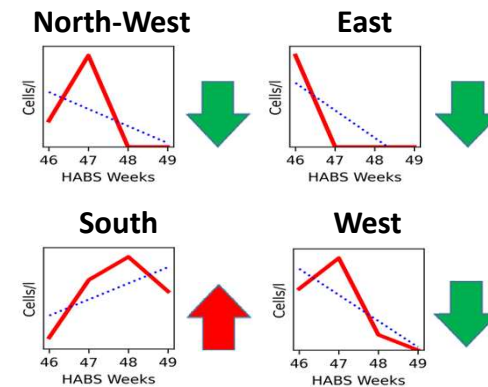 North-West
Cells/l
46 47 48 49
HABS Weeks
East
Cells/l
46 47 48 49
HABS Weeks
South
Cells/l
46 47 48 49
HABS Weeks
West
Cells/l
46 47 48 49
HABS Weeks